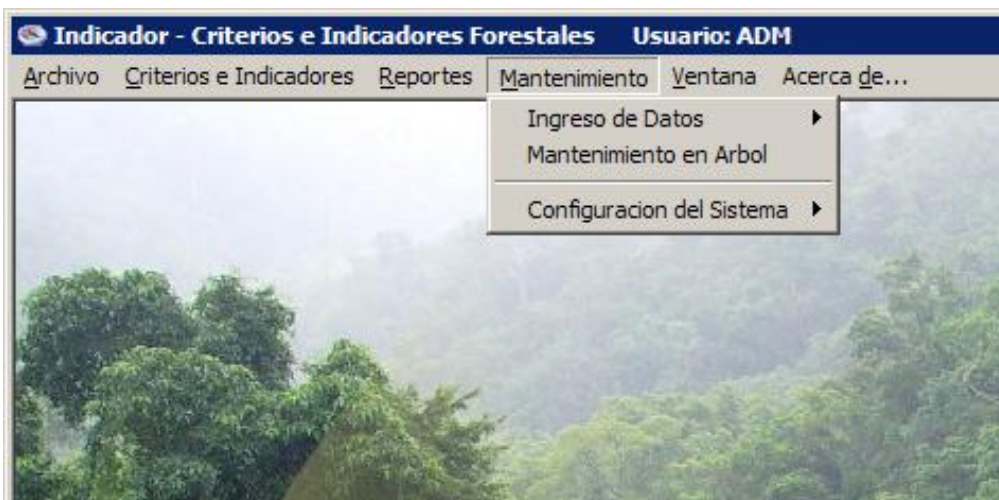 Indicador - Criterios e Indicadores Forestales Usuario: ADM
Archivo Criterios e Indicadores Reportes Mantenimiento Ventana Acerca de...
Ingreso de Datos
Mantenimiento en Arbol
Configuracion del Sistema